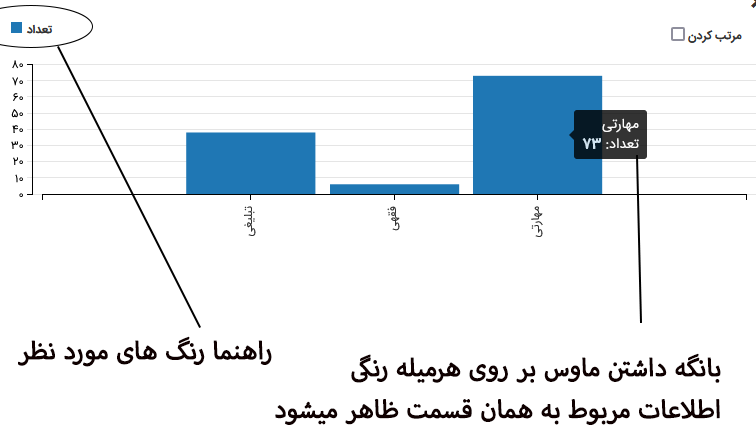 تعداد
مرتب کردن
۸۰
۷۰
۶۰
۵۰
۴۰
۳۰
۲۰
۱۰
۰
مهارتی
تعداد: ۷۳
تبلیغی
فقهی
مهارتی
راهنما رنگ های مورد نظر
بانگه داشتن ماوس بر روی هرمیله رنگی
اطلاعات مربوط به همان قسمت ظاهر میشود